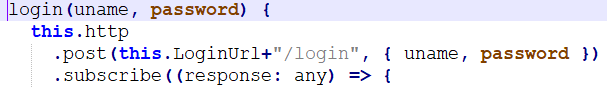 login(uname, password) {
this.http
.post(this.LoginUrl+"/login", { uname, password })
.subscribe((response: any) => {